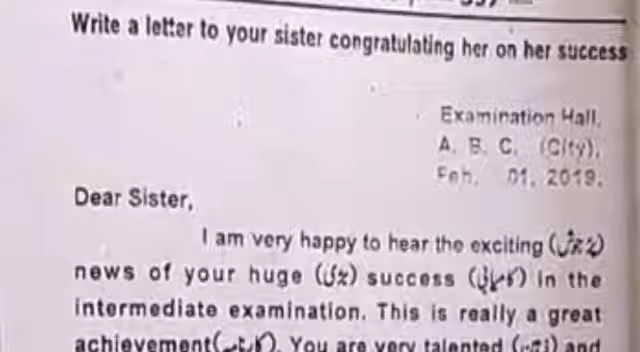 Write a letter to your sister congratulating her on her success
Examination Hall,
A. B. C. (City),
Feb. 01, 2019.
Dear Sister,
I am very happy to hear the exciting
news of your huge (بڑی) success (کامیابی) in the
intermediate examination. This is really a great
achievement You are very talented and